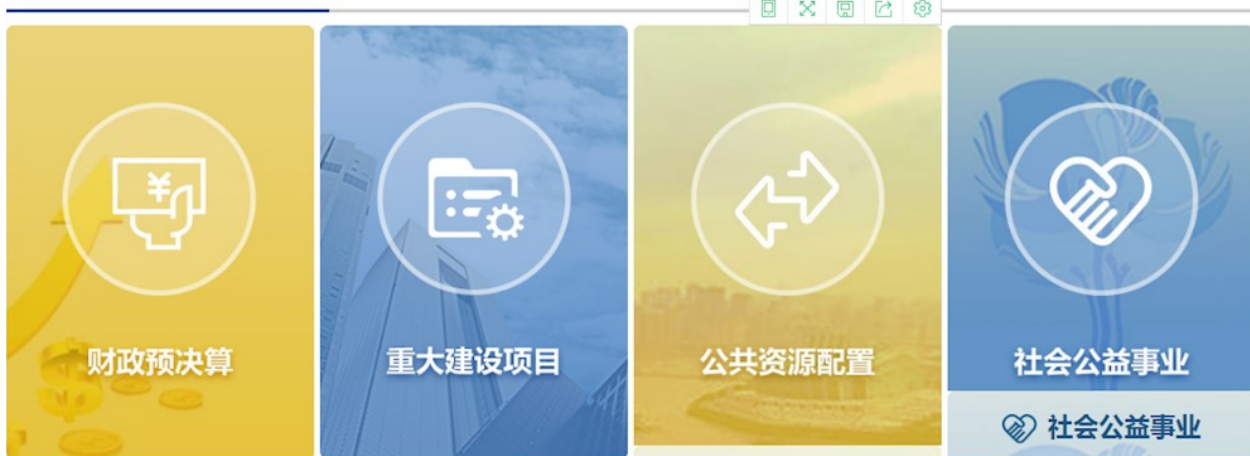 财政预决算
重大建设项目
公共资源配置
社会公益事业
社会公益事业